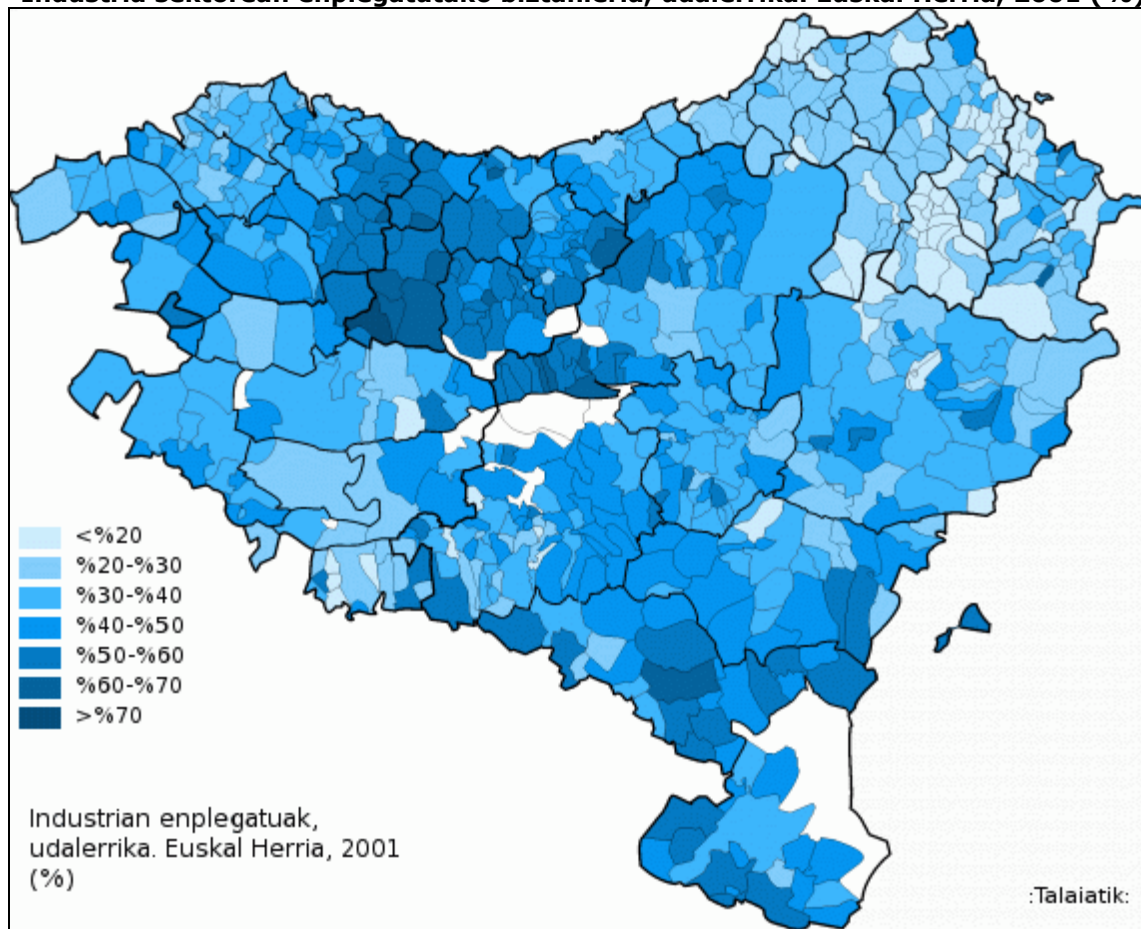 Industria sektorean enplegatutako biztanleria, udalerrika. Euskal Herria, 2001 (%)
<%20
%20-%30
%30-%40
%40-%50
%50-%60
%60-%70
>%70
Industrian enplegatuak,
udalerrika. Euskal Herria, 2001
(%)
:Talaiatik: